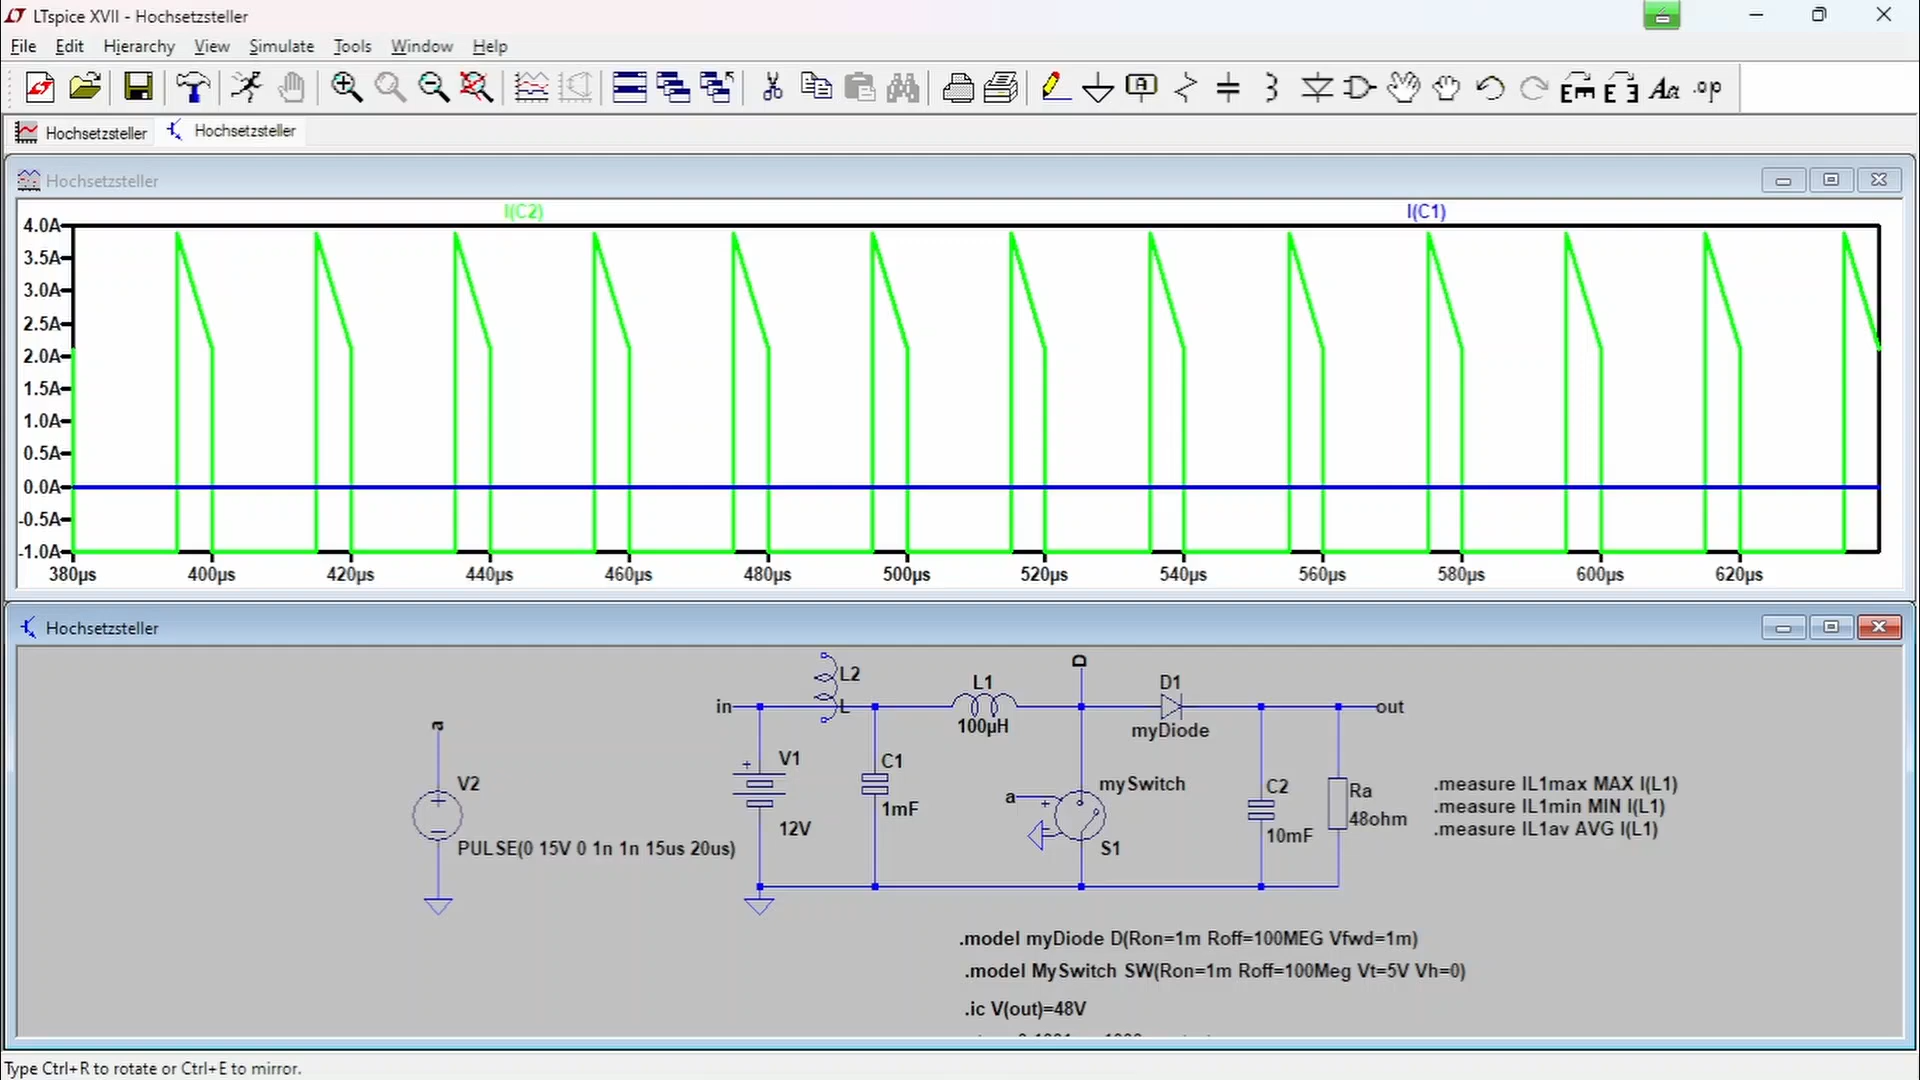 LTspice XVII - Hochsetzsteller
File Edit Hierarchy View Simulate Tools Window Help
.op
Hochsetzsteller Hochsetzsteller
Hochsetzsteller
I(C2) I(C1)
4.0A
3.5A
3.0A
2.5A
2.0A
1.5A
1.0A
0.5A
0.0A
-0.5A
-1.0A
380µs 400µs 420µs 440µs 460µs 480µs 500µs 520µs 540µs 560µs 580µs 600µs 620µs
Hochsetzsteller
a
V2
PULSE(0 15V 0 1n 1n 15us 20us)
in
L2
L
V1
12V
C1
1mF
L1
100µH
D
D1
myDiode
out
a
mySwitch
S1
C2
10mF
Ra
48ohm
.measure IL1max MAX I(L1)
.measure IL1min MIN I(L1)
.measure IL1av AVG I(L1)
.model myDiode D(Ron=1m Roff=100MEG Vfwd=1m)
.model MySwitch SW(Ron=1m Roff=100Meg Vt=5V Vh=0)
.ic V(out)=48V
Type Ctrl+R to rotate or Ctrl+E to mirror.